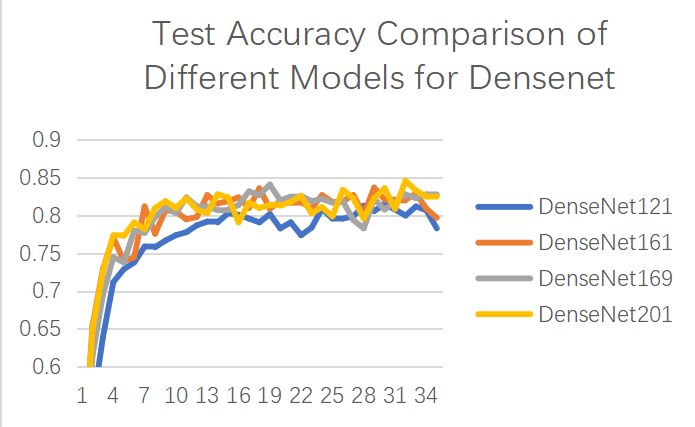 Test Accuracy Comparison of
Different Models for Densenet
0.9
0.85
0.8
0.75
0.7
0.65
0.6
1 4 7 10 13 16 19 22 25 28 31 34
DenseNet121
DenseNet161
DenseNet169
DenseNet201